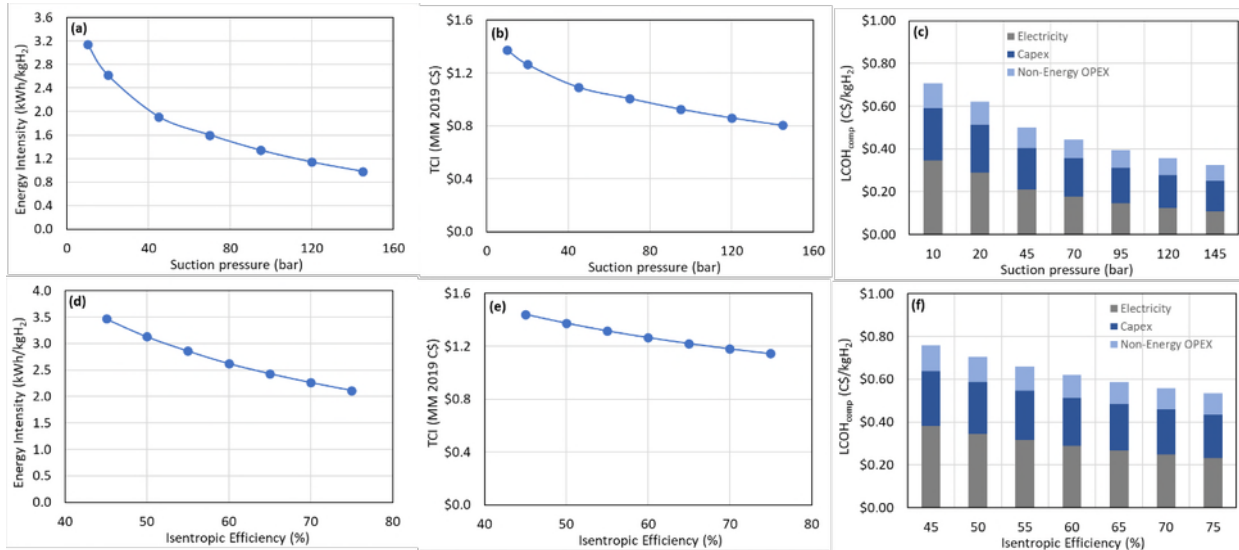 (a)
Energy Intensity (kWh/kgH₂)
3.6
3.0
2.4
1.8
1.2
0.6
0.0
0 40 80 120 160
Suction pressure (bar)
(b)
TCI (MM 2019 C$)
$1.6
$1.2
$0.8
$0.4
$0.0
0 40 80 120 160
Suction pressure (bar)
(c)
LCOHcomp (C$/kgH₂)
$1.00
$0.80
$0.60
$0.40
$0.20
$0.00
Electricity
Capex
Non-Energy OPEX
10 20 45 70 95 120 145
Suction pressure (bar)
(d)
Energy Intensity (kWh/kgH₂)
4.0
3.5
3.0
2.5
2.0
1.5
1.0
0.5
0.0
40 50 60 70 80
Isentropic Efficiency (%)
(e)
TCI (MM 2019 C$)
$1.6
$1.2
$0.8
$0.4
$0.0
40 50 60 70 80
Isentropic Efficiency (%)
(f)
LCOHcomp (C$/kgH₂)
$1.00
$0.80
$0.60
$0.40
$0.20
$0.00
Electricity
Capex
Non-Energy OPEX
45 50 55 60 65 70 75
Isentropic Efficiency (%)